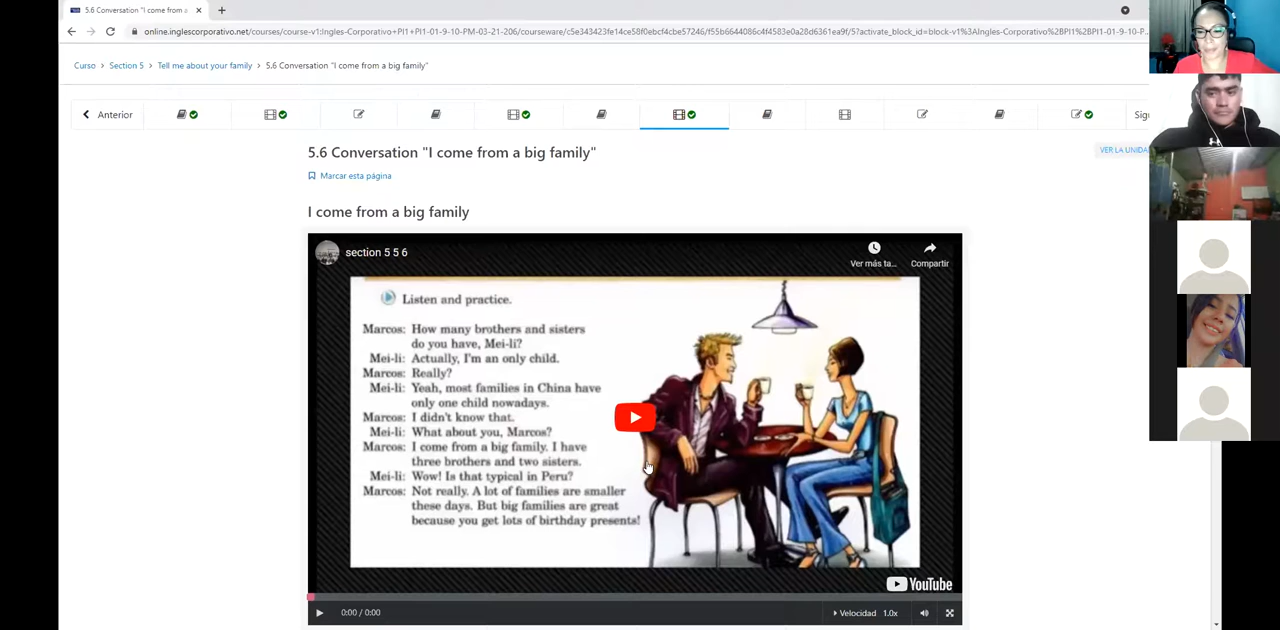 5.6 Conversation "I come from a
online.inglescorporativo.net/courses/course-v1:Ingles-Corporativo+PI1+PI1-01-9-10-PM-03-21-206/courseware/c5e343423fe14ce58f0ebcf4cbe57246/f55b6644086c4f4583e0a28d6361ea9f/5?activate_block_id=block-v1%3AIngles-Corporativo%2BPI1%2BPI1-01-9-10-P...
Curso
Section 5
Tell me about your family
5.6 Conversation "I come from a big family"
Anterior
5.6 Conversation "I come from a big family"
VER LA UNIDA
Marcar esta página
I come from a big family
section 5 5 6
Ver más ta...
Compartir
Listen and practice.
Marcos: How many brothers and sisters
do you have, Mei-li?
Mei-li: Actually, I'm an only child.
Marcos: Really?
Mei-li: Yeah, most families in China have
only one child nowadays.
Marcos: I didn't know that.
Mei-li: What about you, Marcos?
Marcos: I come from a big family. I have
three brothers and two sisters.
Mei-li: Wow! Is that typical in Peru?
Marcos: Not really. A lot of families are smaller
these days. But big families are great
because you get lots of birthday presents!
YouTube
0:00 / 0:00
Velocidad 1.0x